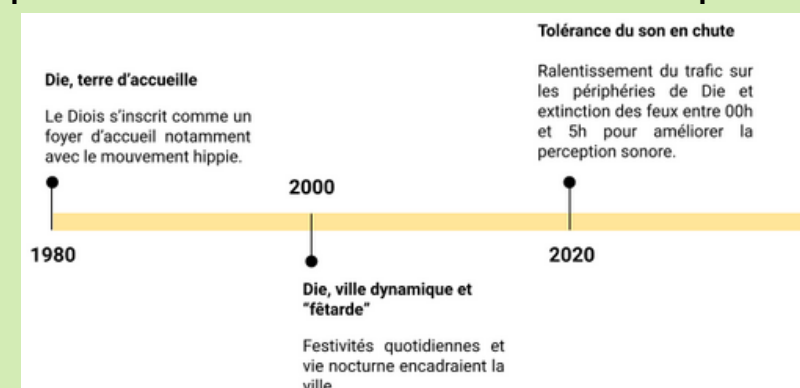 Die, terre d’accueille
Le Diois s’inscrit comme un
foyer d’accueil notamment
avec le mouvement hippie.
1980
2000
Die, ville dynamique et
“fêtarde”
Festivités quotidiennes et
vie nocturne encadraient la
ville
Tolérance du son en chute
Ralentissement du trafic sur
les périphéries de Die et
extinction des feux entre 00h
et 5h pour améliorer la
perception sonore.
2020